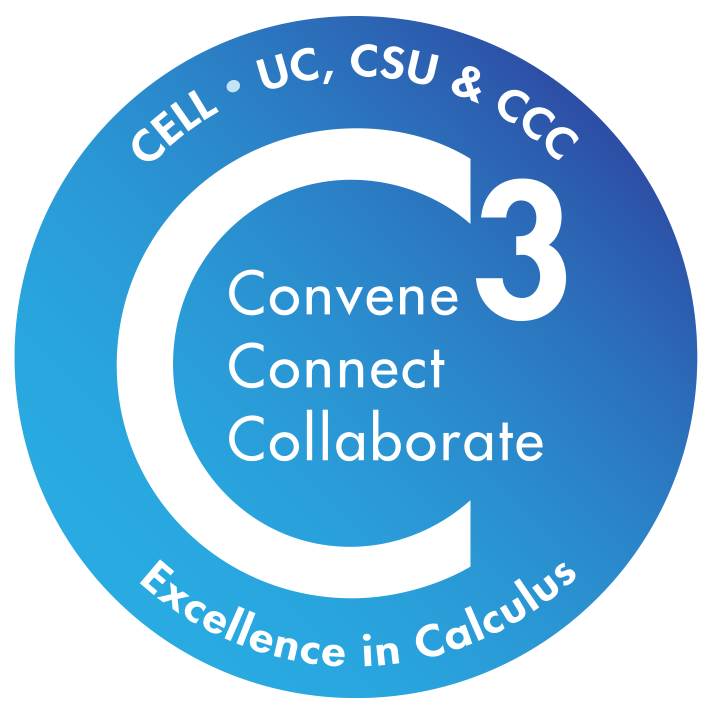 CELL • UC, CSU & CCC
C3
Convene
Connect
Collaborate
Excellence in Calculus